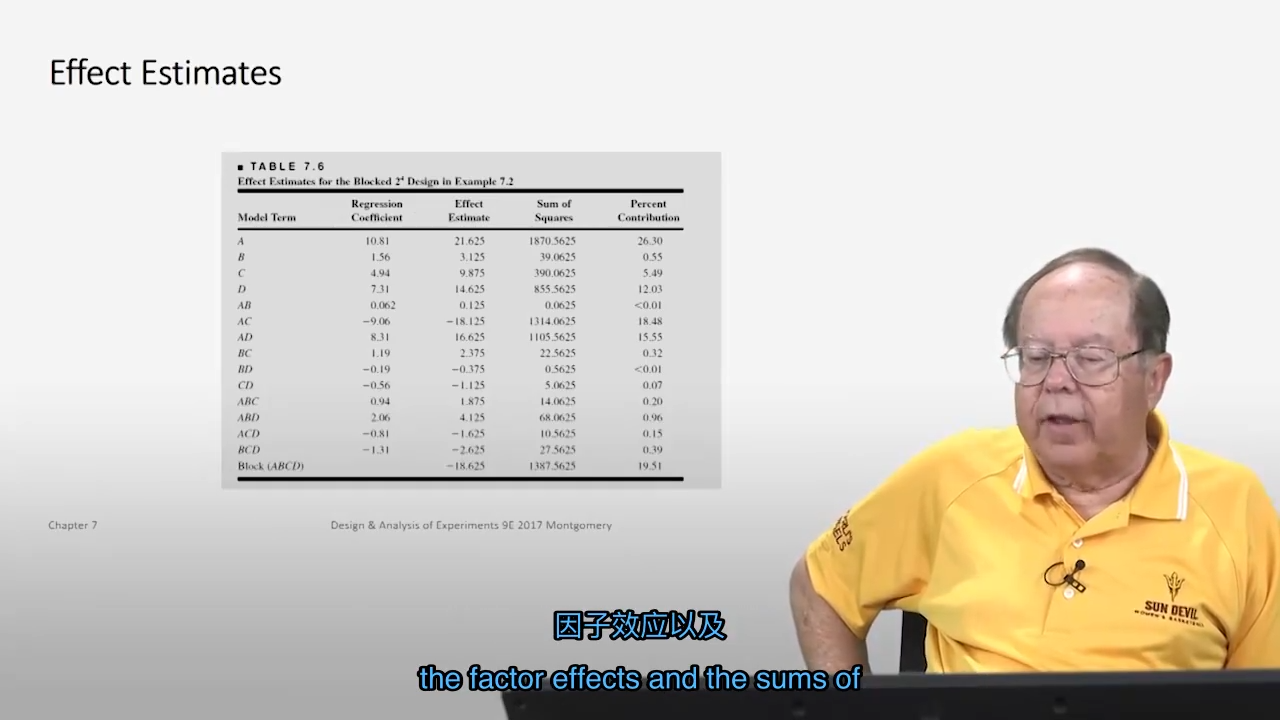 Effect Estimates
■ TABLE 7.6
Effect Estimates for the Blocked 2⁴ Design in Example 7.2
Model Term Regression Coefficient Effect Estimate Sum of Squares Percent Contribution
A 10.81 21.625 1870.5625 26.30
B 1.56 3.125 39.0625 0.55
C 4.94 9.875 390.0625 5.49
D 7.31 14.625 855.5625 12.03
AB 0.062 0.125 0.0625 <0.01
AC −9.06 −18.125 1314.0625 18.48
AD 8.31 16.625 1105.5625 15.55
BC 1.19 2.375 22.5625 0.32
BD −0.19 −0.375 0.5625 <0.01
CD −0.56 −1.125 5.0625 0.07
ABC 0.94 1.875 14.0625 0.20
ABD 2.06 4.125 68.0625 0.96
ACD −0.81 −1.625 10.5625 0.15
BCD −1.31 −2.625 27.5625 0.39
Block (ABCD) −18.625 1387.5625 19.51
Chapter 7
Design & Analysis of Experiments 9E 2017 Montgomery
SUN DEVIL
WOMEN'S BASKETBALL
因子效应以及
the factor effects and the sums of